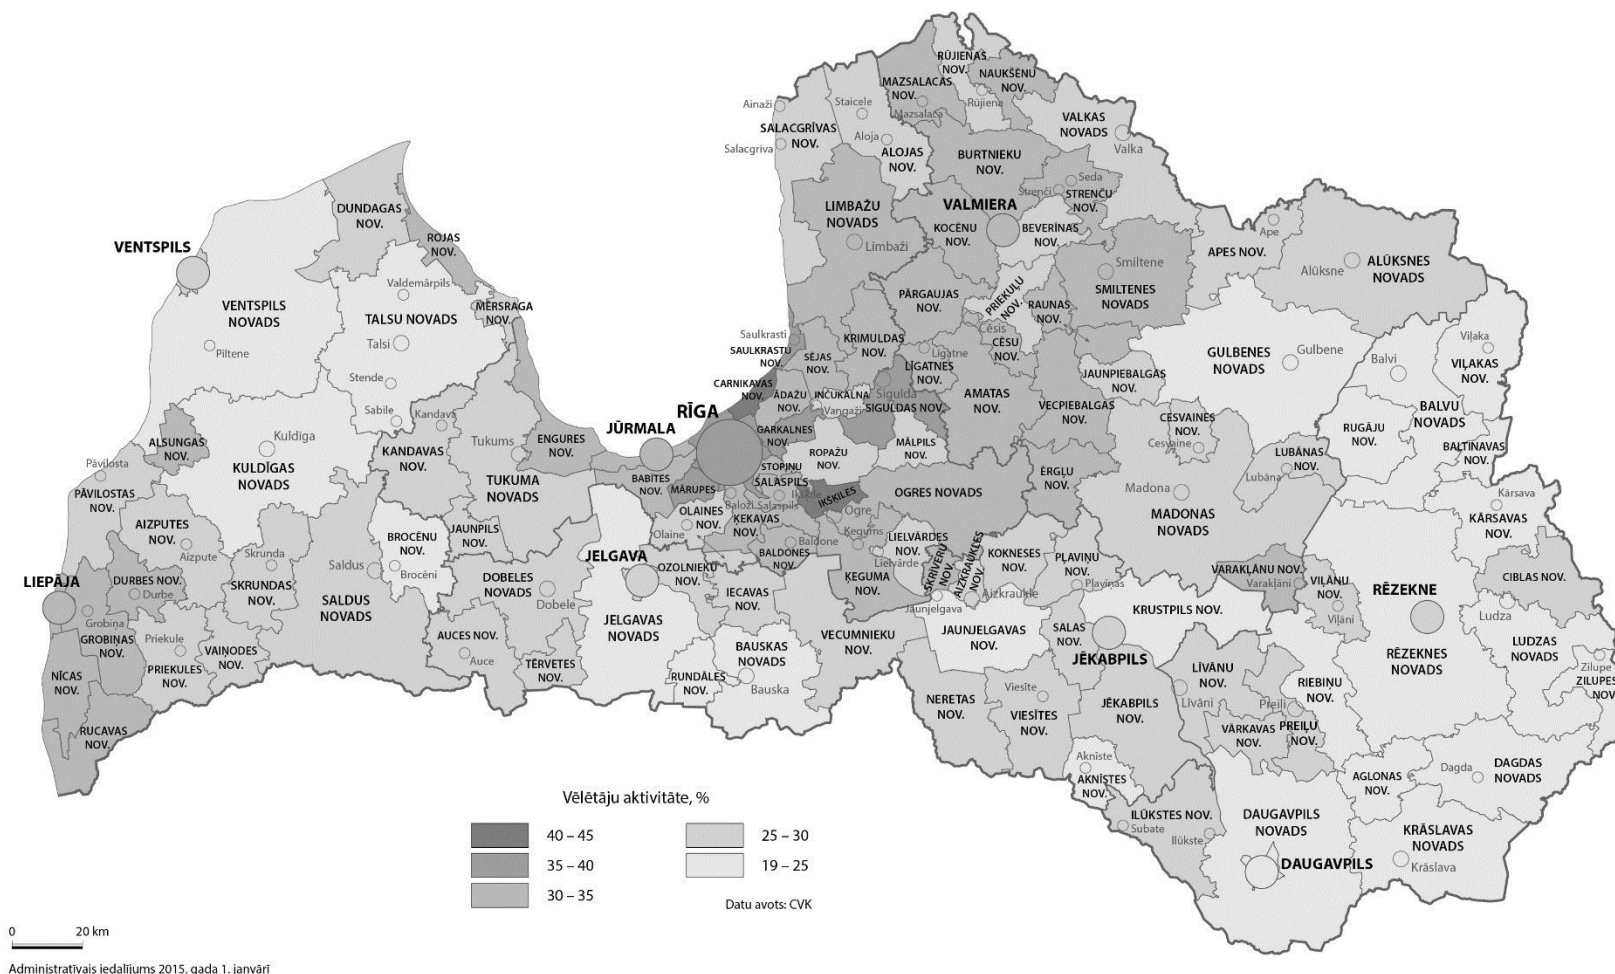 RŪJIENAS
NOV.
NAUKŠĒNU
NOV.
MAZSALACAS
NOV.
Rūjiena
Mazsalaca
Ainaži
Staicele
SALACGRĪVAS
NOV.
Aloja
Salacgrīva
ALOJAS
NOV.
VALKAS
NOVADS
Valka
BURTNIEKU
NOV.
Seda
Strenči
STRENČU
NOV.
DUNDAGAS
NOV.
LIMBAŽU
NOVADS
VALMIERA
Limbaži
KOCĒNU
NOV.
BEVERĪNAS
NOV.
Ape
APES NOV.
ROJAS
NOV.
VENTSPILS
Smiltene
SMILTENES
NOVADS
Alūksne
ALŪKSNES
NOVADS
Valdemārpils
VENTSPILS
NOVADS
TALSU NOVADS
MĒRSRAGA
NOV.
PĀRGAUJAS
NOV.
PRIEKUĻU
NOV.
RAUNAS
NOV.
Talsi
Piltene
Saulkrasti
SAULKRASTU
NOV.
SĒJAS
NOV.
KRIMULDAS
NOV.
Cēsis
CĒSU
NOV.
Līgatne
LĪGATNES
NOV.
GULBENES
NOVADS
Gulbene
Balvi
Viļaka
VIĻAKAS
NOV.
JAUNPIEBALGAS
NOV.
Stende
CARNIKAVAS
NOV.
ĀDAŽU
NOV.
INČUKALNA
Vangaži
Sigulda
SIGULDAS NOV.
AMATAS
NOV.
VECPIEBALGAS
NOV.
Sabile
Kandava
RĪGA
JŪRMALA
GARKALNES
NOV.
CESVAINES
NOV.
Cesvaine
BALVU
NOVADS
RUGĀJU
NOV.
BALTINAVAS
NOV.
ALSUNGAS
NOV.
Kuldīga
KULDĪGAS
NOVADS
KANDAVAS
NOV.
Tukums
ENGURES
NOV.
TUKUMA
NOVADS
ROPAŽU
NOV.
MĀLPILS
NOV.
STOPIŅU
SALASPILS
ĒRGĻU
NOV.
LUBĀNAS
NOV.
Lubāna
Pāvilosta
PĀVILOSTAS
NOV.
BABĪTES
NOV.
MĀRUPES
Baloži
Salaspils
Ikšķile
IKŠĶILES
OGRES NOVADS
Madona
MADONAS
NOVADS
Kārsava
KĀRSAVAS
NOV.
AIZPUTES
NOV.
Aizpute
BROCĒNU
NOV.
JAUNPILS
NOV.
OLAINES
NOV.
Olaine
ĶEKAVAS
NOV.
Ogre
Ķegums
Baldone
BALDONES
NOV.
LIELVĀRDES
NOV.
Lielvārde
SKRĪVERU
NOV.
AIZKRAUKLES
NOV.
KOKNESES
NOV.
PĻAVIŅU
NOV.
Skrunda
SKRUNDAS
NOV.
Saldus
SALDUS
NOVADS
Brocēni
JELGAVA
OZOLNIEKU
NOV.
ĶEGUMA
NOV.
Aizkraukle
Pļaviņas
VARAKĻĀNU NOV.
Varakļāni
VIĻĀNU
NOV.
Viļāni
RĒZEKNE
CIBLAS NOV.
LIEPĀJA
DURBES NOV.
Durbe
DOBELES
NOVADS
Dobele
IECAVAS
NOV.
Jaunjelgava
KRUSTPILS NOV.
Ludza
Grobiņa
GROBIŅAS
NOV.
Priekule
PRIEKULES
NOV.
VAIŅODES
NOV.
AUCES NOV.
Auce
JELGAVAS
NOVADS
VECUMNIEKU
NOV.
JAUNJELGAVAS
NOV.
SALAS
NOV.
JĒKABPILS
LUDZAS
NOVADS
RĒZEKNES
NOVADS
BAUSKAS
NOVADS
Bauska
TĒRVETES
NOV.
RUNDĀLES
NOV.
LĪVĀNU
NOV.
Līvāni
RIEBIŅU
NOV.
Zilupe
ZILUPES
NOV
NĪCAS
NOV.
RUCAVAS
NOV.
NERETAS
NOV.
Viesīte
VIESĪTES
NOV.
JĒKABPILS
NOV.
Preiļi
PREIĻU
NOV.
VĀRKAVAS
NOV.
Aknīste
AKNĪSTES
NOV.
AGLONAS
NOV.
Dagda
DAGDAS
NOVADS
ILŪKSTES NOV.
Subate
Ilūkste
DAUGAVPILS
NOVADS
KRĀSLAVAS
NOVADS
DAUGAVPILS
Krāslava
Vēlētāju aktivitāte, %
40 – 45
35 – 40
30 – 35
25 – 30
19 – 25
Datu avots: CVK
0 20 km
Administratīvais iedalījums 2015. gada 1. janvārī